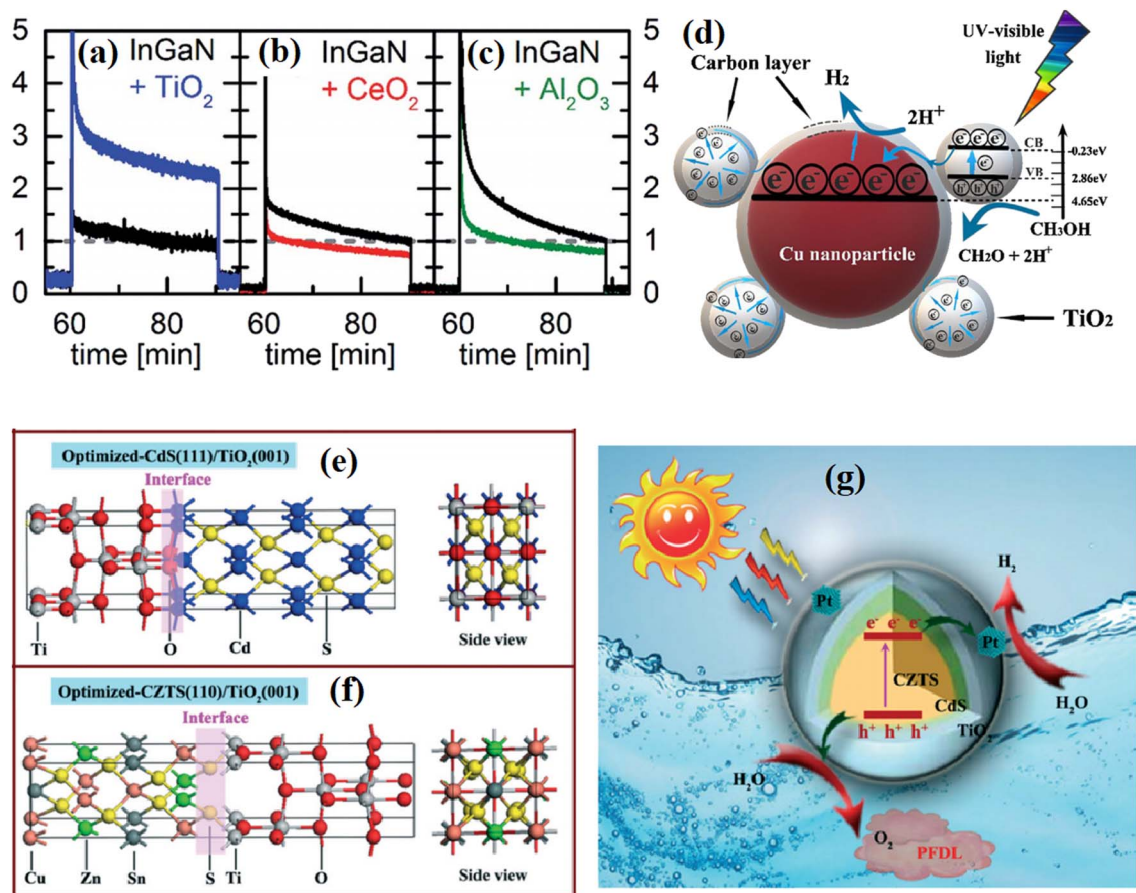 5
4
3
2
1
0
(a)
InGaN
+ TiO₂
60
80
time [min]
(b)
InGaN
+ CeO₂
60
80
time [min]
(c)
InGaN
+ Al₂O₃
60
80
time [min]
5
4
3
2
1
0
(d)
UV-visible
light
Carbon layer
H₂
2H⁺
e⁻ e⁻ e⁻ e⁻ e⁻
Cu nanoparticle
e⁻ e⁻ e⁻
CB
-0.23eV
e⁻
VB
2.86eV
h⁺ h⁺ h⁺
4.65eV
CH₃OH
CH₂O + 2H⁺
TiO₂
Optimized-CdS(111)/TiO₂(001)
(e)
Interface
Ti
O
Cd
S
Side view
Optimized-CZTS(110)/TiO₂(001)
(f)
Interface
Cu
Zn
Sn
S
Ti
O
Side view
(g)
Pt
H₂
e⁻ e⁻ e⁻
Pt
CZTS
CdS
TiO₂
h⁺ h⁺ h⁺
H₂O
H₂O
O₂
PFDL